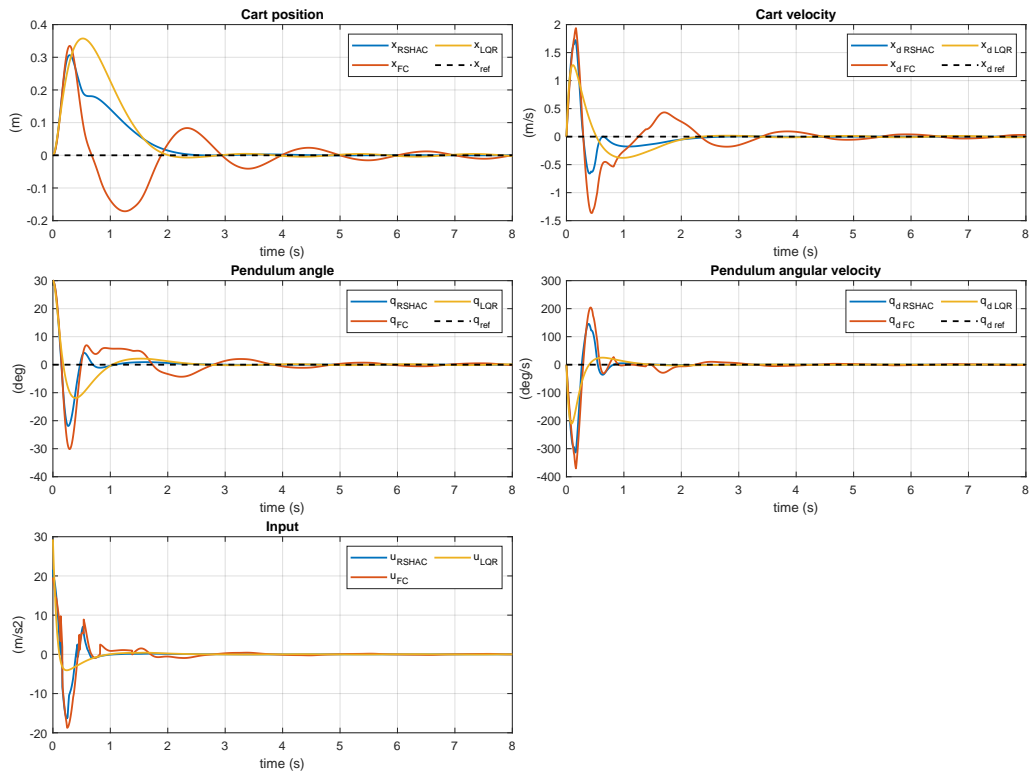 Cart position
x_RSHAC x_LQR
x_FC x_ref
0.4
0.3
0.2
0.1
0
-0.1
-0.2
(m)
0 1 2 3 4 5 6 7 8
time (s)
Cart velocity
x_d RSHAC x_d LQR
x_d FC x_d ref
2
1.5
1
0.5
0
-0.5
-1
-1.5
(m/s)
0 1 2 3 4 5 6 7 8
time (s)
Pendulum angle
q_RSHAC q_LQR
q_FC q_ref
30
20
10
0
-10
-20
-30
-40
(deg)
0 1 2 3 4 5 6 7 8
time (s)
Pendulum angular velocity
q_d RSHAC q_d LQR
q_d FC q_d ref
300
200
100
0
-100
-200
-300
-400
(deg/s)
0 1 2 3 4 5 6 7 8
time (s)
Input
u_RSHAC u_LQR
u_FC
30
20
10
0
-10
-20
(m/s2)
0 1 2 3 4 5 6 7 8
time (s)